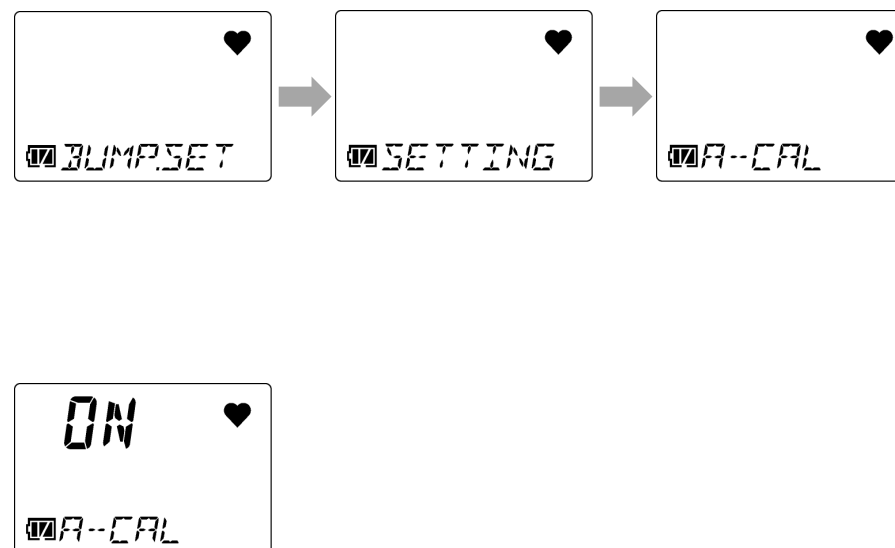 BUMP.SET
SETTING
A--CAL
ON
A--CAL